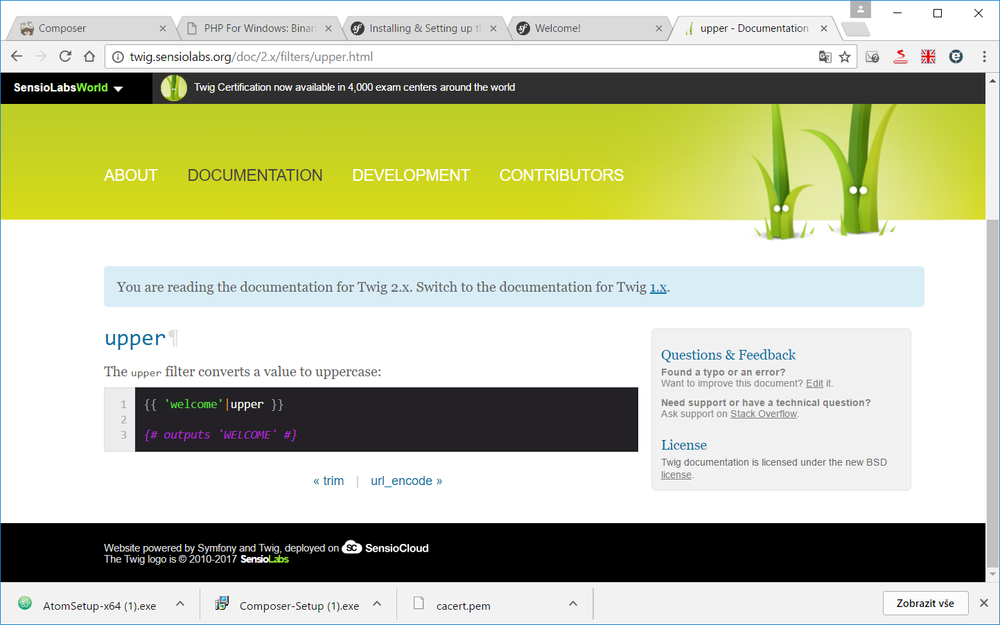 Composer
PHP For Windows: Binari
Installing & Setting up t
Welcome!
upper - Documentation
twig.sensiolabs.org/doc/2.x/filters/upper.html
SensioLabsWorld
Twig Certification now available in 4,000 exam centers around the world
ABOUT DOCUMENTATION DEVELOPMENT CONTRIBUTORS
You are reading the documentation for Twig 2.x. Switch to the documentation for Twig 1.x.
upper¶
The upper filter converts a value to uppercase:
1 {{ 'welcome'|upper }}
2
3 {# outputs 'WELCOME' #}
« trim | url_encode »
Questions & Feedback
Found a typo or an error?
Want to improve this document? Edit it.
Need support or have a technical question?
Ask support on Stack Overflow.
License
Twig documentation is licensed under the new BSD
license.
Website powered by Symfony and Twig, deployed on SC SensioCloud
The Twig logo is © 2010-2017 SensioLabs
AtomSetup-x64 (1).exe
Composer-Setup (1).exe
cacert.pem
Zobrazit vše